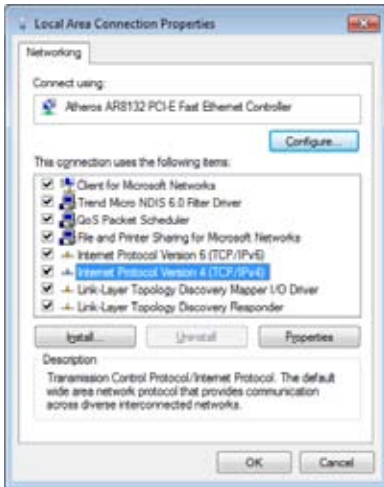 Local Area Connection Properties
Networking
Connect using:
Atheros AR8132 PCI-E Fast Ethernet Controller
Configure...
This connection uses the following items:
Client for Microsoft Networks
Trend Micro NDIS 6.0 Filter Driver
QoS Packet Scheduler
File and Printer Sharing for Microsoft Networks
Internet Protocol Version 6 (TCP/IPv6)
Internet Protocol Version 4 (TCP/IPv4)
Link-Layer Topology Discovery Mapper I/O Driver
Link-Layer Topology Discovery Responder
Install... Uninstall Properties
Description
Transmission Control Protocol/Internet Protocol. The default
wide area network protocol that provides communication
across diverse interconnected networks.
OK Cancel